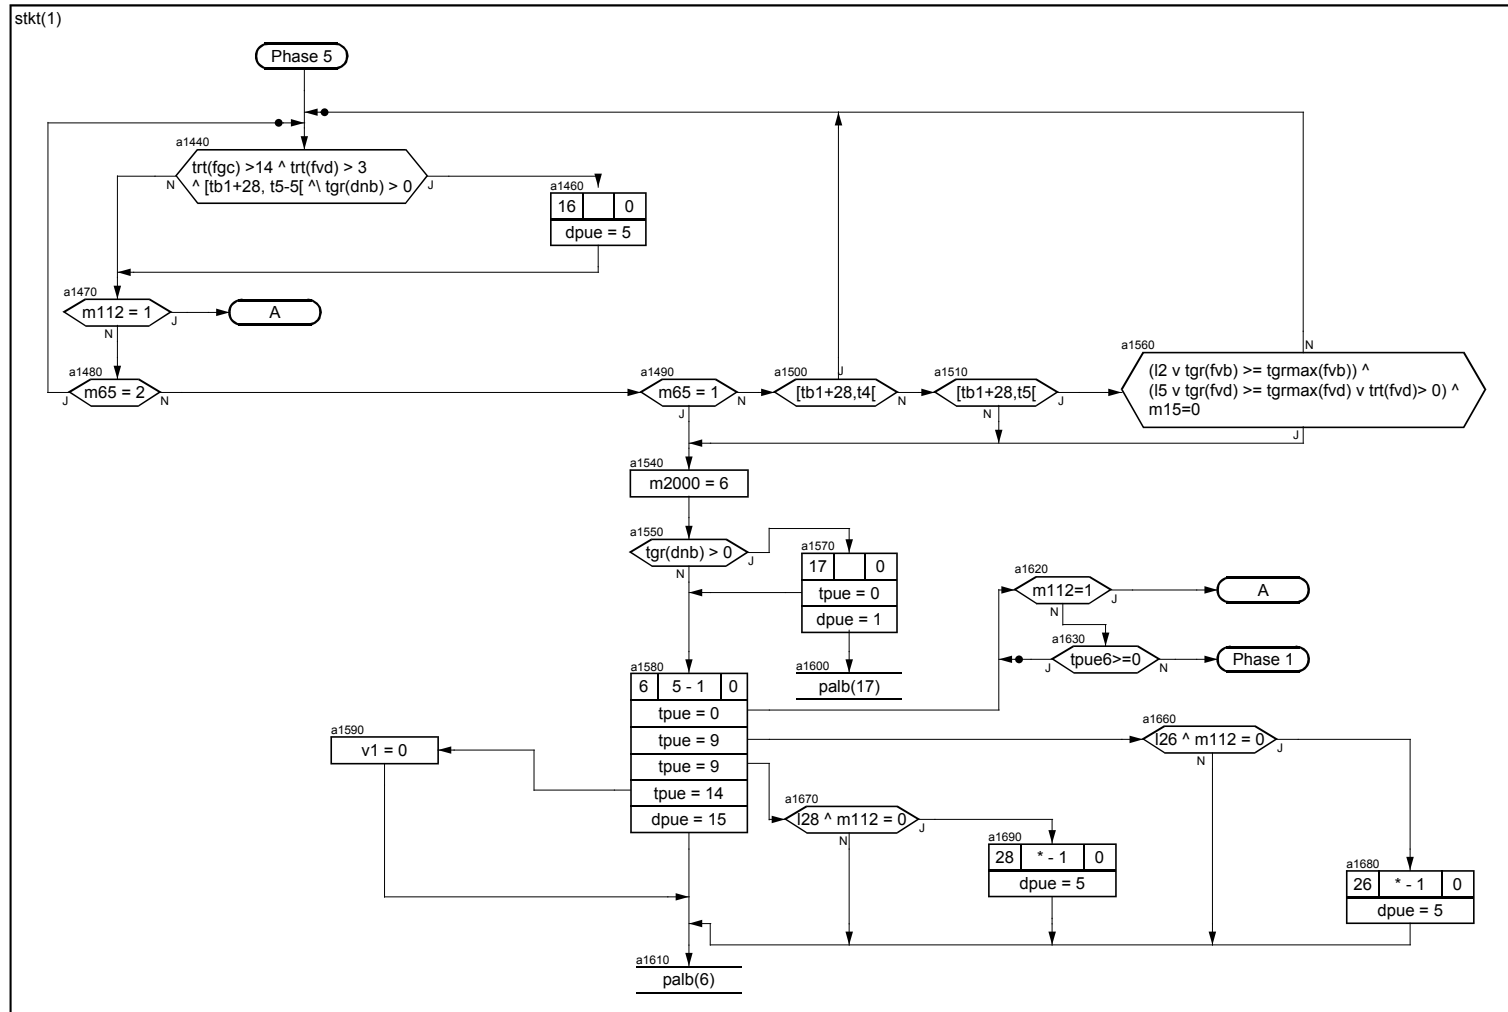 stkt(1)
Phase 5
a1440
trt(fgc) >14 ^ trt(fvd) > 3
^ [tb1+28, t5-5[ ^\ tgr(dnb) > 0
N
J
a1460
16
0
dpue = 5
a1470
m112 = 1
J
N
A
a1480
m65 = 2
J
N
a1490
m65 = 1
N
J
a1500
[tb1+28,t4[
J
N
a1510
[tb1+28,t5[
N
J
a1560
N
(l2 v tgr(fvb) >= tgrmax(fvb)) ^
(l5 v tgr(fvd) >= tgrmax(fvd) v trt(fvd)> 0) ^
m15=0
J
a1540
m2000 = 6
a1550
tgr(dnb) > 0
J
N
a1570
17
0
tpue = 0
dpue = 1
a1600
palb(17)
a1620
m112=1
J
N
A
a1630
tpue6>=0
J
N
Phase 1
a1580
6
5 - 1
0
tpue = 0
tpue = 9
tpue = 9
tpue = 14
dpue = 15
a1590
v1 = 0
a1660
l26 ^ m112 = 0
J
N
a1670
l28 ^ m112 = 0
J
N
a1690
28
* - 1
0
dpue = 5
a1680
26
* - 1
0
dpue = 5
a1610
palb(6)